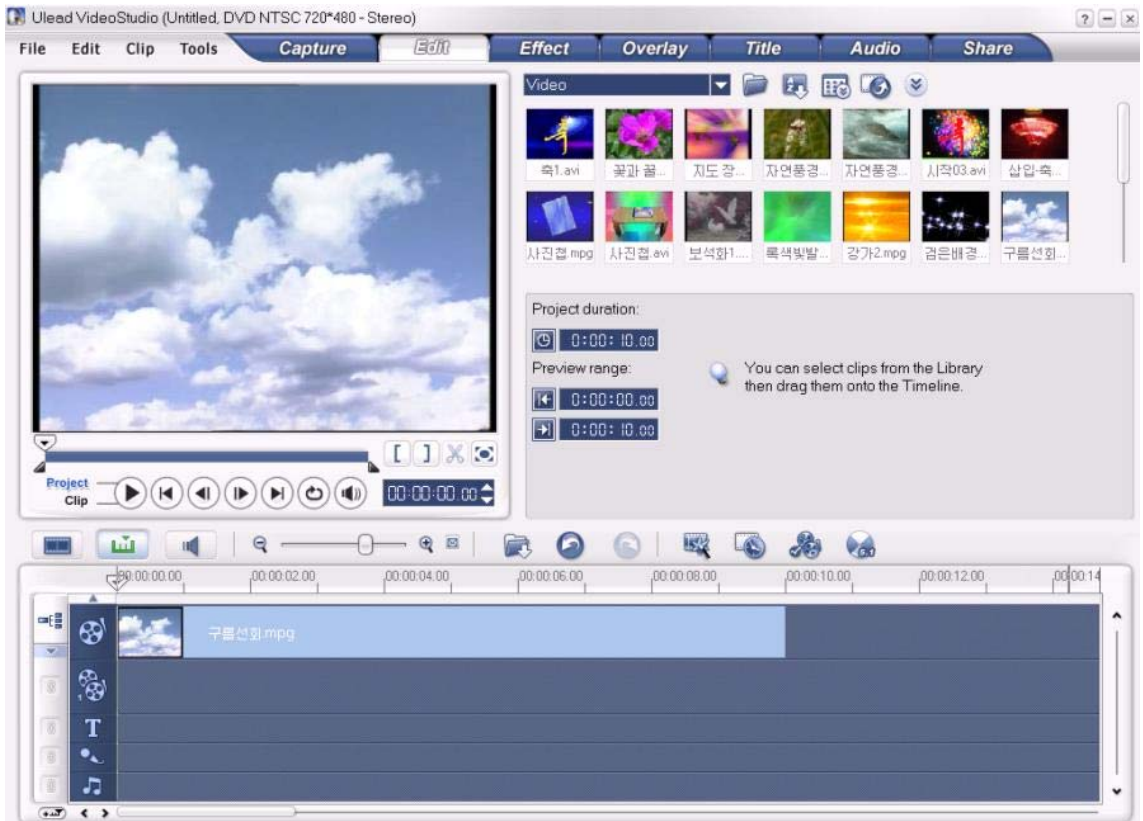 Ulead VideoStudio (Untitled, DVD NTSC 720*480 - Stereo)
File Edit Clip Tools Capture Edit Effect Overlay Title Audio Share
Video
축1.avi 꽃과 꿀... 지도 장... 자연풍경... 자연풍경... 시작03.avi 삽입-축...
사진첩.mpg 사진첩.avi 보석화1.... 록색빛발... 강가2.mpg 검은배경... 구름선회...
Project duration:
0:00:10.00
Preview range:
0:00:00.00
0:00:10.00
You can select clips from the Library
then drag them onto the Timeline.
Project
Clip
00:00:00.00
5.1
00:00:00.00 00:00:02.00 00:00:04.00 00:00:06.00 00:00:08.00 00:00:10.00 00:00:12.00 00:00:14
구름선회.mpg
1
T